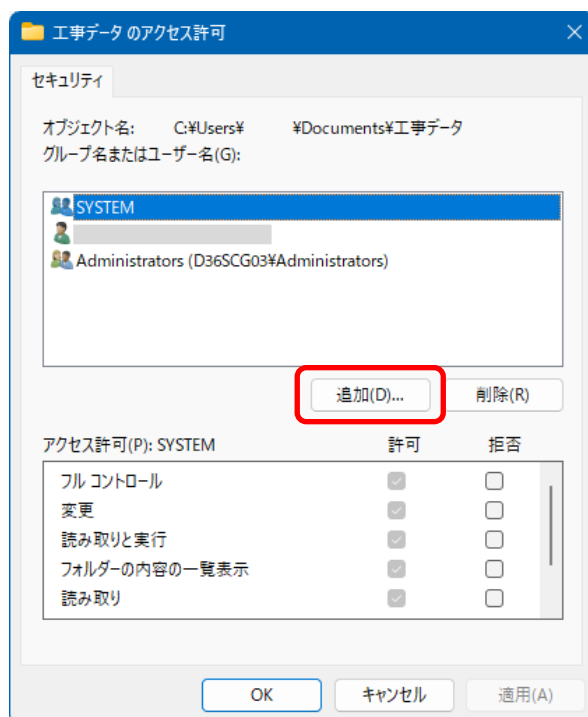 工事データ のアクセス許可
セキュリティ
オブジェクト名: C:¥Users¥ ¥Documents¥工事データ
グループ名またはユーザー名(G):
SYSTEM
Administrators (D36SCG03¥Administrators)
追加(D)... 削除(R)
アクセス許可(P): SYSTEM 許可 拒否
フル コントロール
変更
読み取りと実行
フォルダーの内容の一覧表示
読み取り
OK キャンセル 適用(A)